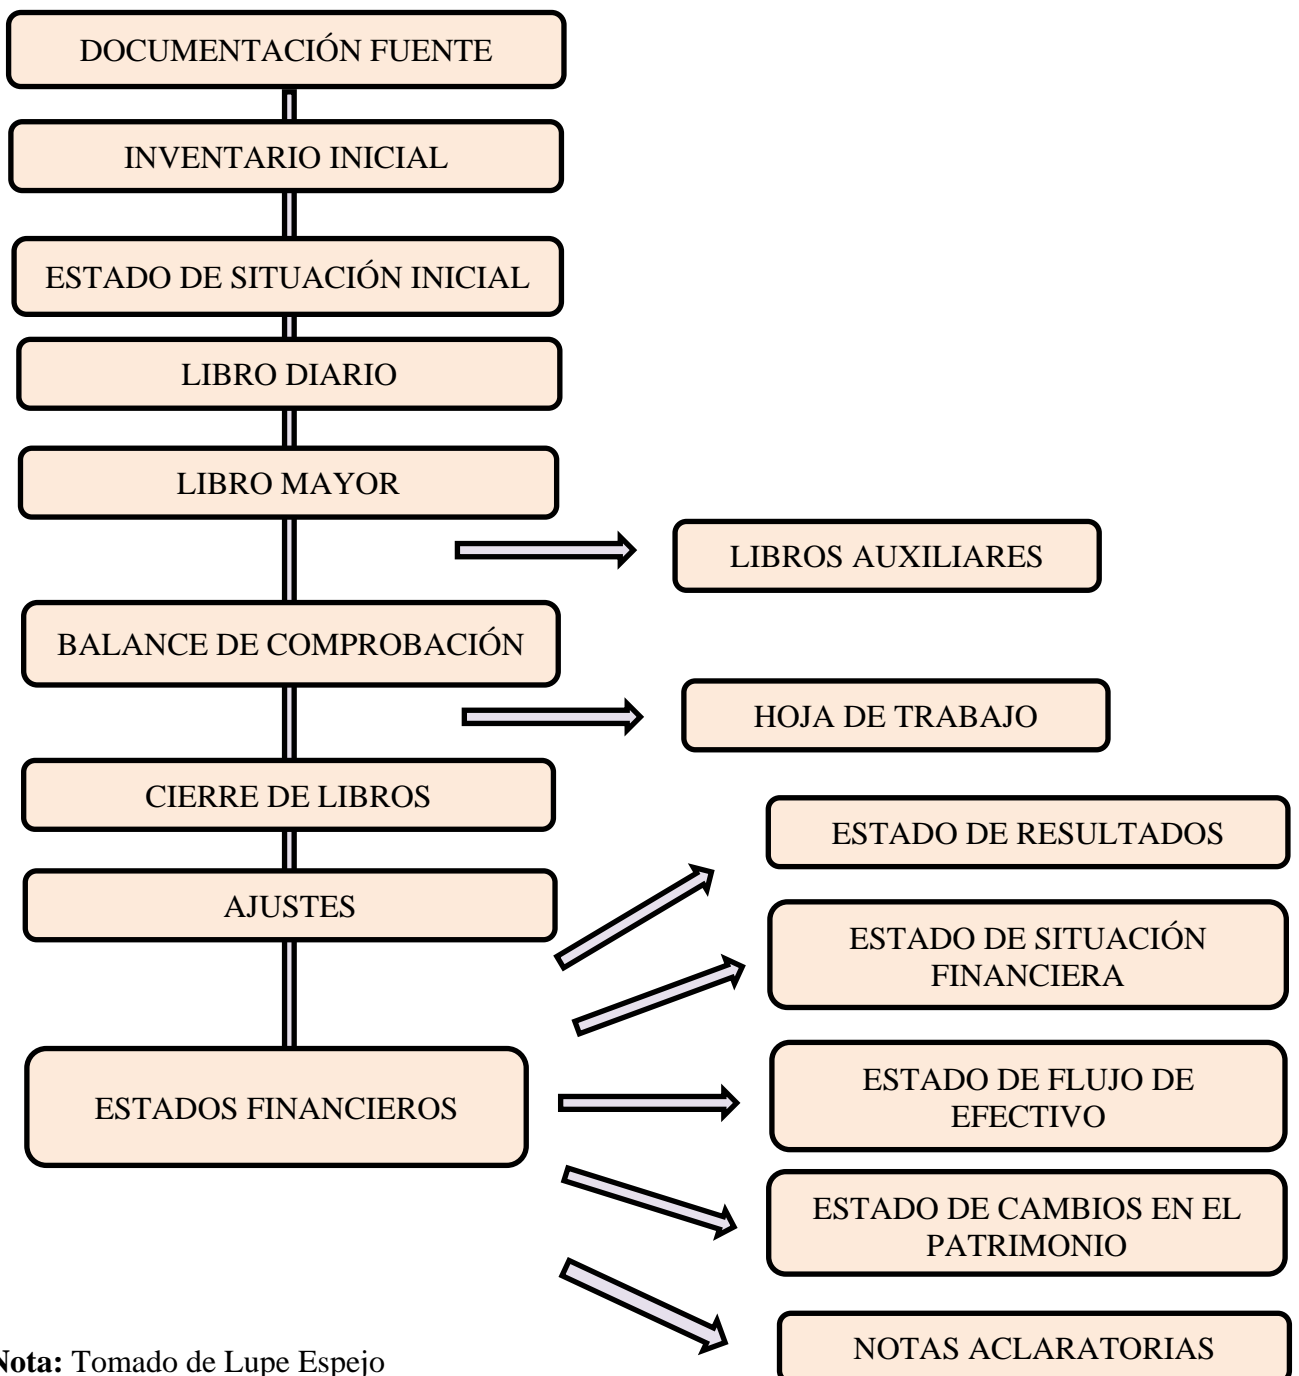 DOCUMENTACIÓN FUENTE
INVENTARIO INICIAL
ESTADO DE SITUACIÓN INICIAL
LIBRO DIARIO
LIBRO MAYOR
LIBROS AUXILIARES
BALANCE DE COMPROBACIÓN
HOJA DE TRABAJO
CIERRE DE LIBROS
AJUSTES
ESTADOS FINANCIEROS
ESTADO DE RESULTADOS
ESTADO DE SITUACIÓN
FINANCIERA
ESTADO DE FLUJO DE
EFECTIVO
ESTADO DE CAMBIOS EN EL
PATRIMONIO
NOTAS ACLARATORIAS
Nota: Tomado de Lupe Espejo